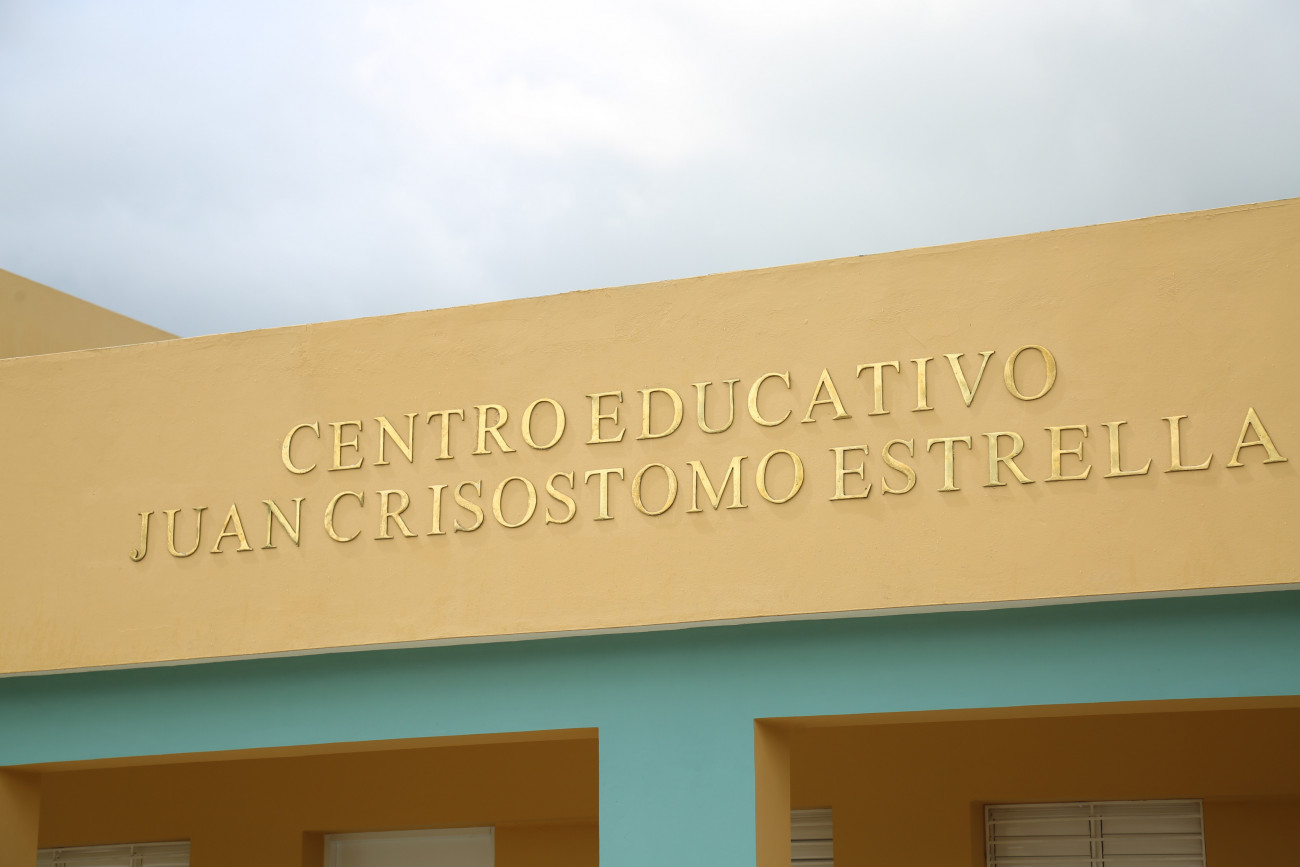 CENTRO EDUCATIVO
JUAN CRISOSTOMO ESTRELLA